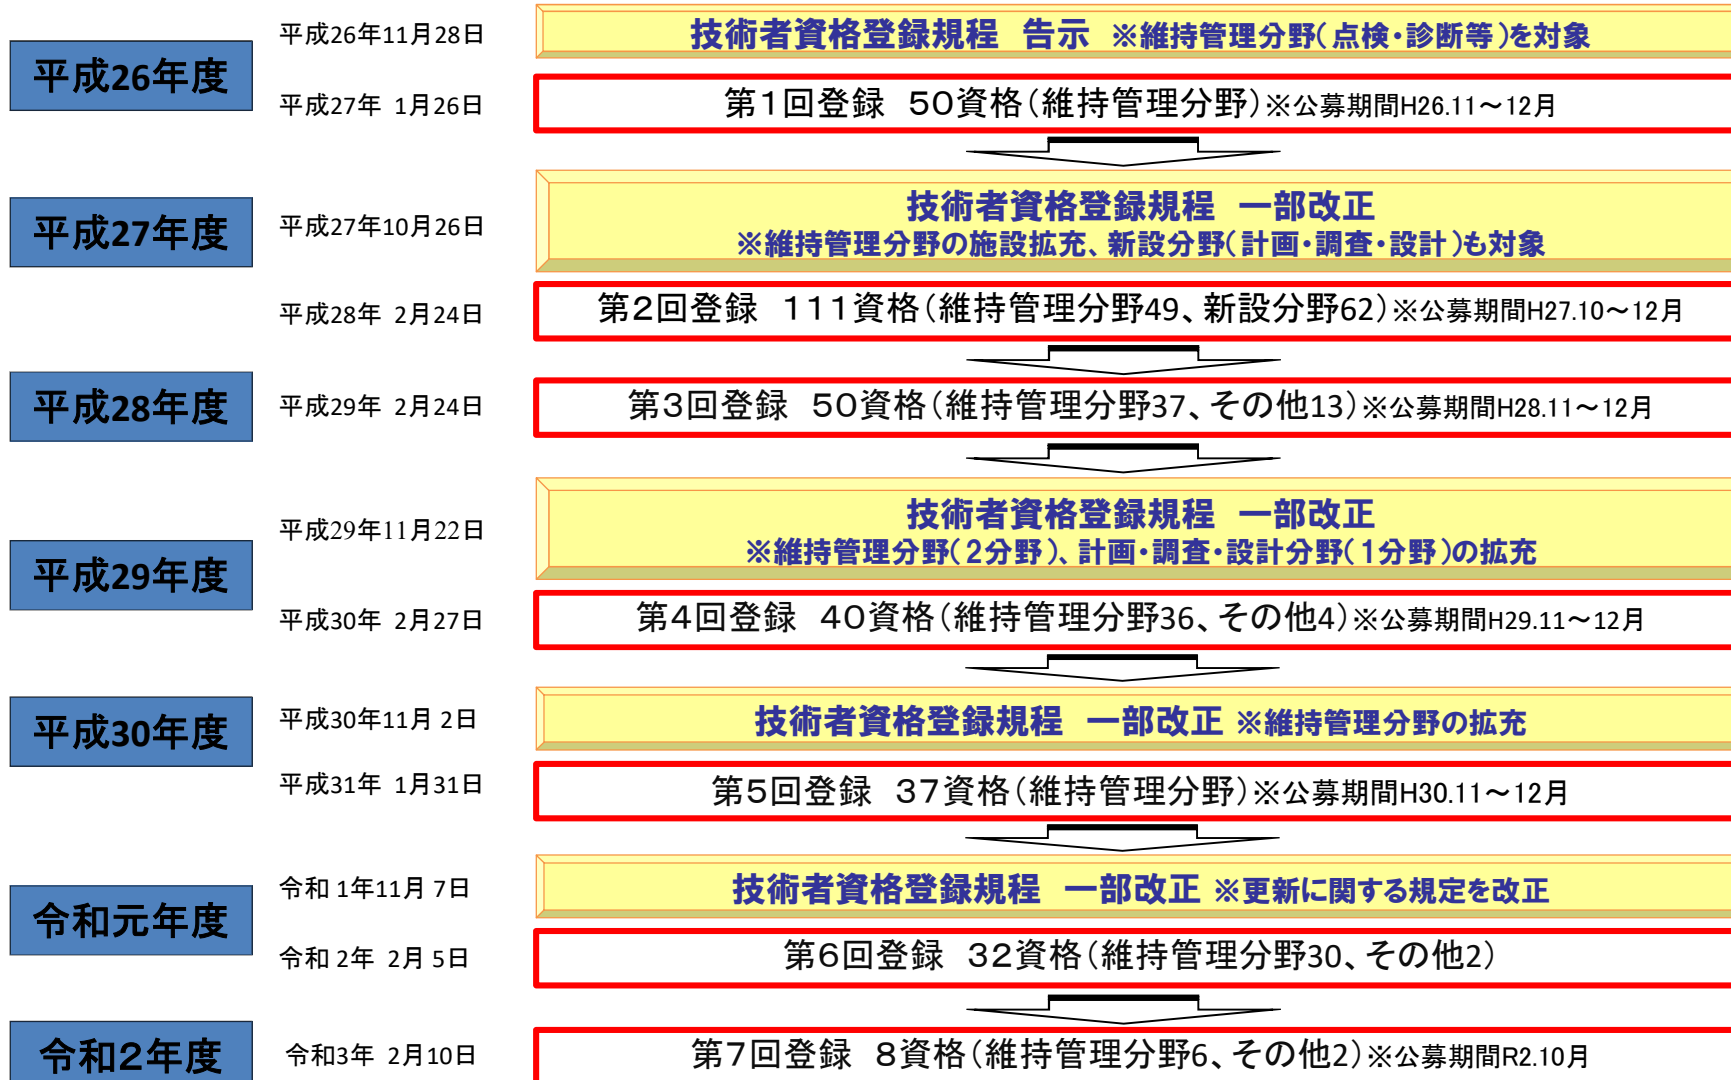 平成26年度
平成26年11月28日
技術者資格登録規程 告示 ※維持管理分野(点検・診断等)を対象
平成27年 1月26日
第1回登録 50資格(維持管理分野)※公募期間H26.11～12月
平成27年度
平成27年10月26日
技術者資格登録規程 一部改正
※維持管理分野の施設拡充、新設分野(計画・調査・設計)も対象
平成28年 2月24日
第2回登録 111資格(維持管理分野49、新設分野62)※公募期間H27.10～12月
平成28年度
平成29年 2月24日
第3回登録 50資格(維持管理分野37、その他13)※公募期間H28.11～12月
平成29年度
平成29年11月22日
技術者資格登録規程 一部改正
※維持管理分野(2分野)、計画・調査・設計分野(1分野)の拡充
平成30年 2月27日
第4回登録 40資格(維持管理分野36、その他4)※公募期間H29.11～12月
平成30年度
平成30年11月 2日
技術者資格登録規程 一部改正 ※維持管理分野の拡充
平成31年 1月31日
第5回登録 37資格(維持管理分野)※公募期間H30.11～12月
令和元年度
令和 1年11月 7日
技術者資格登録規程 一部改正 ※更新に関する規定を改正
令和 2年 2月 5日
第6回登録 32資格(維持管理分野30、その他2)
令和2年度
令和3年 2月10日
第7回登録 8資格(維持管理分野6、その他2)※公募期間R2.10月